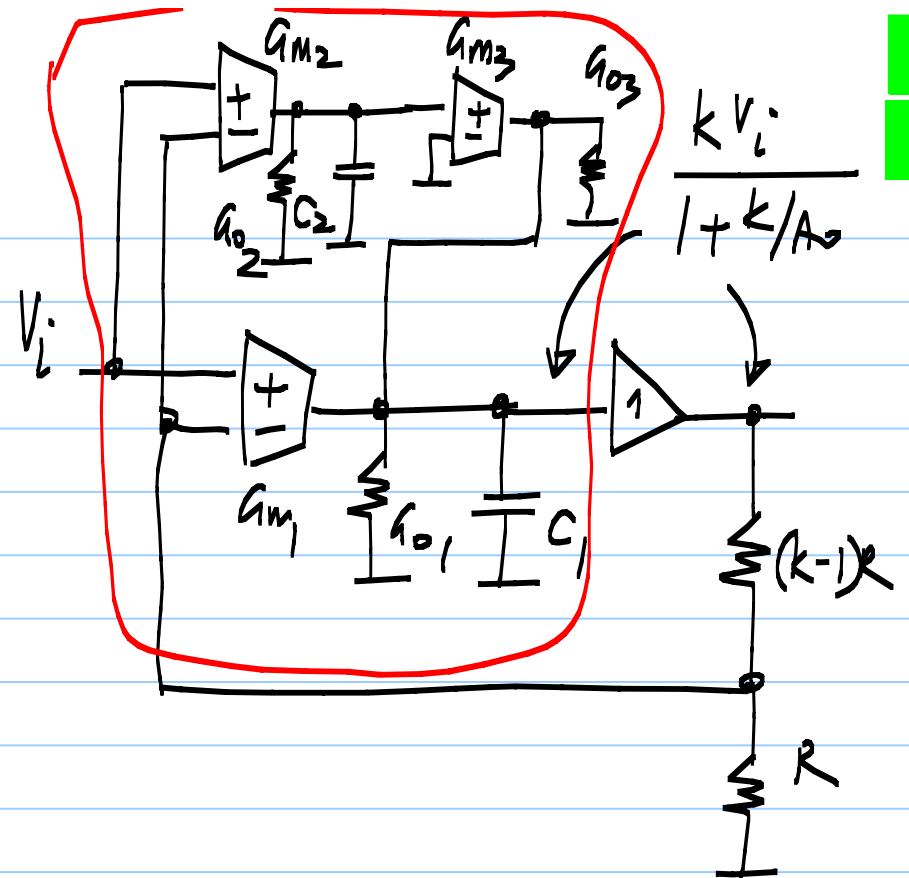 Gm2
Gm3
Go3
+
−
+
−
Go2
C2
kVi
1 + k/Ao
Vi
+
−
1
Gm1
Go1
C1
(k-1)R
R